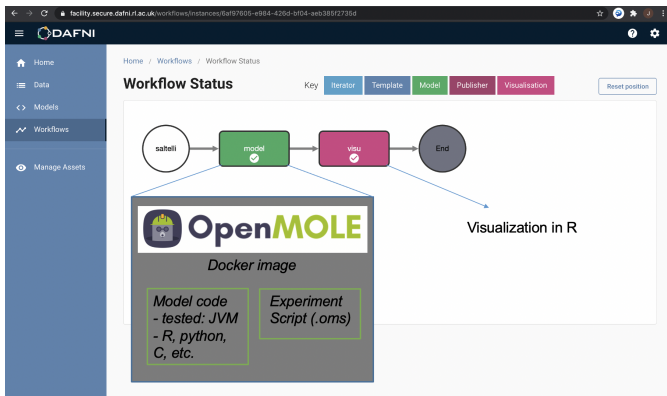 facility.secure.dafni.rl.ac.uk/workflows/instances/6af97605-e984-426d-bf04-aeb385f2735d
J
DAFNI
Home
Data
Models
Workflows
Manage Assets
Home / Workflows / Workflow Status
Workflow Status
Key
Iterator
Template
Model
Publisher
Visualisation
Reset position
saltelli
model
visu
End
OpenMOLE
Docker image
Model code
- tested: JVM
- R, python,
C, etc.
Experiment
Script (.oms)
Visualization in R